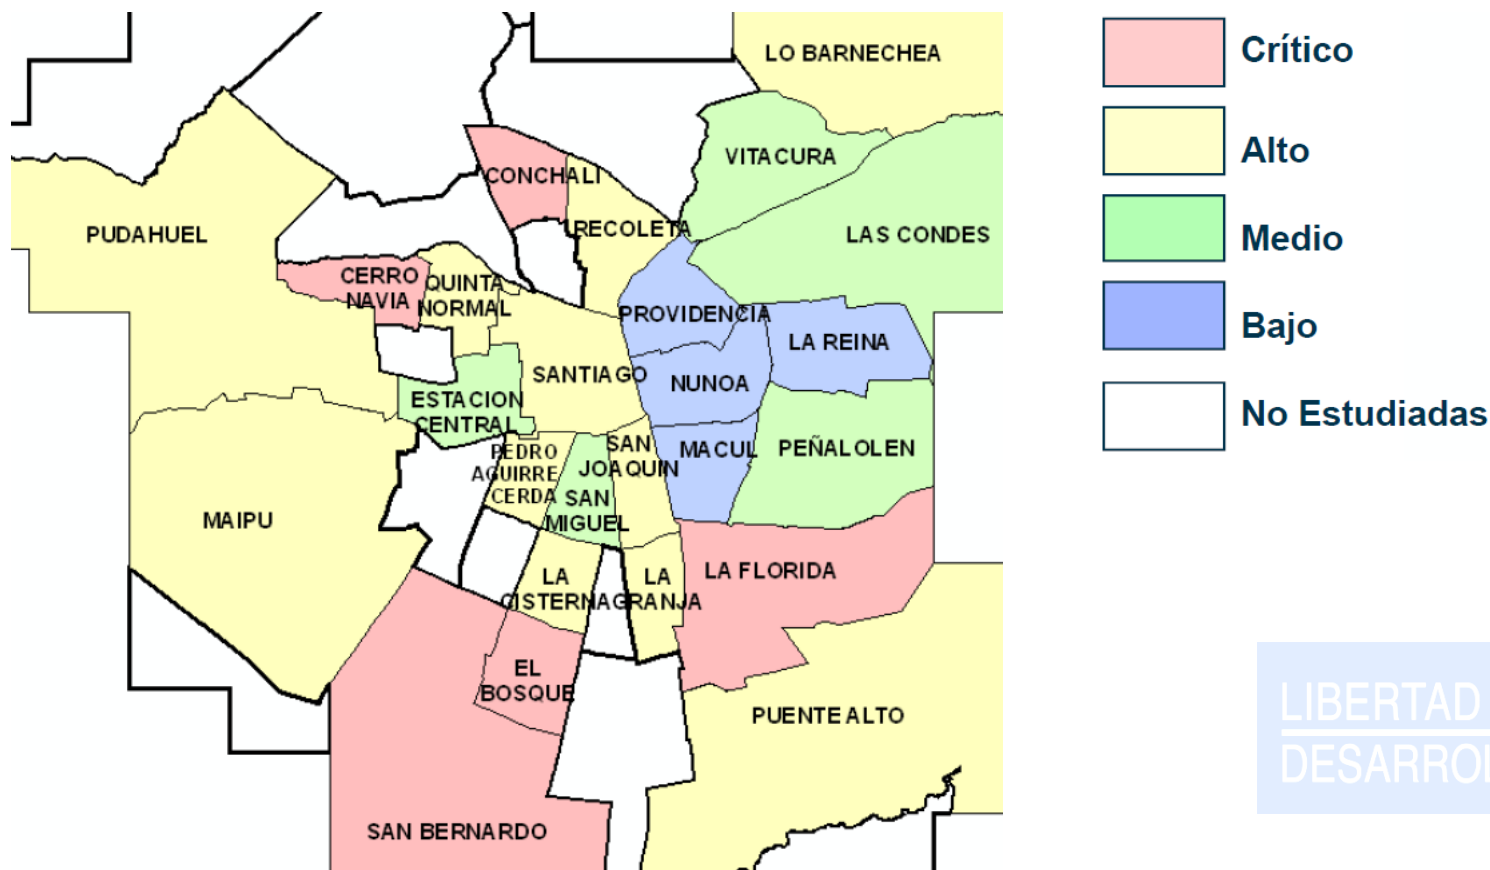 LO BARNECHEA
VITACURA
CONCHALI
RECOLETA
PUDAHUEL
LAS CONDES
CERRO
NAVIA
QUINTA
NORMAL
PROVIDENCIA
LA REINA
SANTIAGO
NUNOA
ESTACION
CENTRAL
PEDRO
AGUIRRE
CERDA
SAN
JOAQUIN
MACUL
PEÑALOLEN
SAN
MIGUEL
MAIPU
LA
CISTERNA
LA
GRANJA
LA FLORIDA
EL
BOSQUE
PUENTE ALTO
SAN BERNARDO
Crítico
Alto
Medio
Bajo
No Estudiadas
LIBERTAD
DESARRO